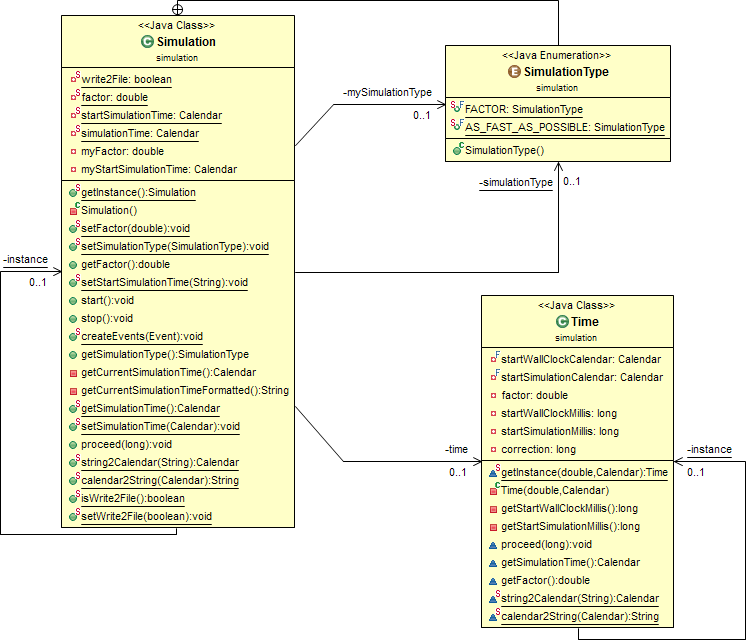 <<Java Class>>
C Simulation
simulation
S write2File: boolean
S factor: double
S startSimulationTime: Calendar
S simulationTime: Calendar
myFactor: double
myStartSimulationTime: Calendar
S getInstance():Simulation
C Simulation()
S setFactor(double):void
S setSimulationType(SimulationType):void
getFactor():double
S setStartSimulationTime(String):void
start():void
stop():void
S createEvents(Event):void
getSimulationType():SimulationType
getCurrentSimulationTime():Calendar
getCurrentSimulationTimeFormatted():String
S getSimulationTime():Calendar
S setSimulationTime(Calendar):void
proceed(long):void
S string2Calendar(String):Calendar
S calendar2String(Calendar):String
S isWrite2File():boolean
S setWrite2File(boolean):void
-instance
0..1
-mySimulationType
0..1
<<Java Enumeration>>
E SimulationType
simulation
S F FACTOR: SimulationType
S F AS_FAST_AS_POSSIBLE: SimulationType
C SimulationType()
-simulationType
0..1
-time
0..1
<<Java Class>>
C Time
simulation
F startWallClockCalendar: Calendar
F startSimulationCalendar: Calendar
factor: double
startWallClockMillis: long
startSimulationMillis: long
correction: long
S getInstance(double,Calendar):Time
C Time(double,Calendar)
getStartWallClockMillis():long
getStartSimulationMillis():long
proceed(long):void
getSimulationTime():Calendar
getFactor():double
S string2Calendar(String):Calendar
S calendar2String(Calendar):String
-instance
0..1